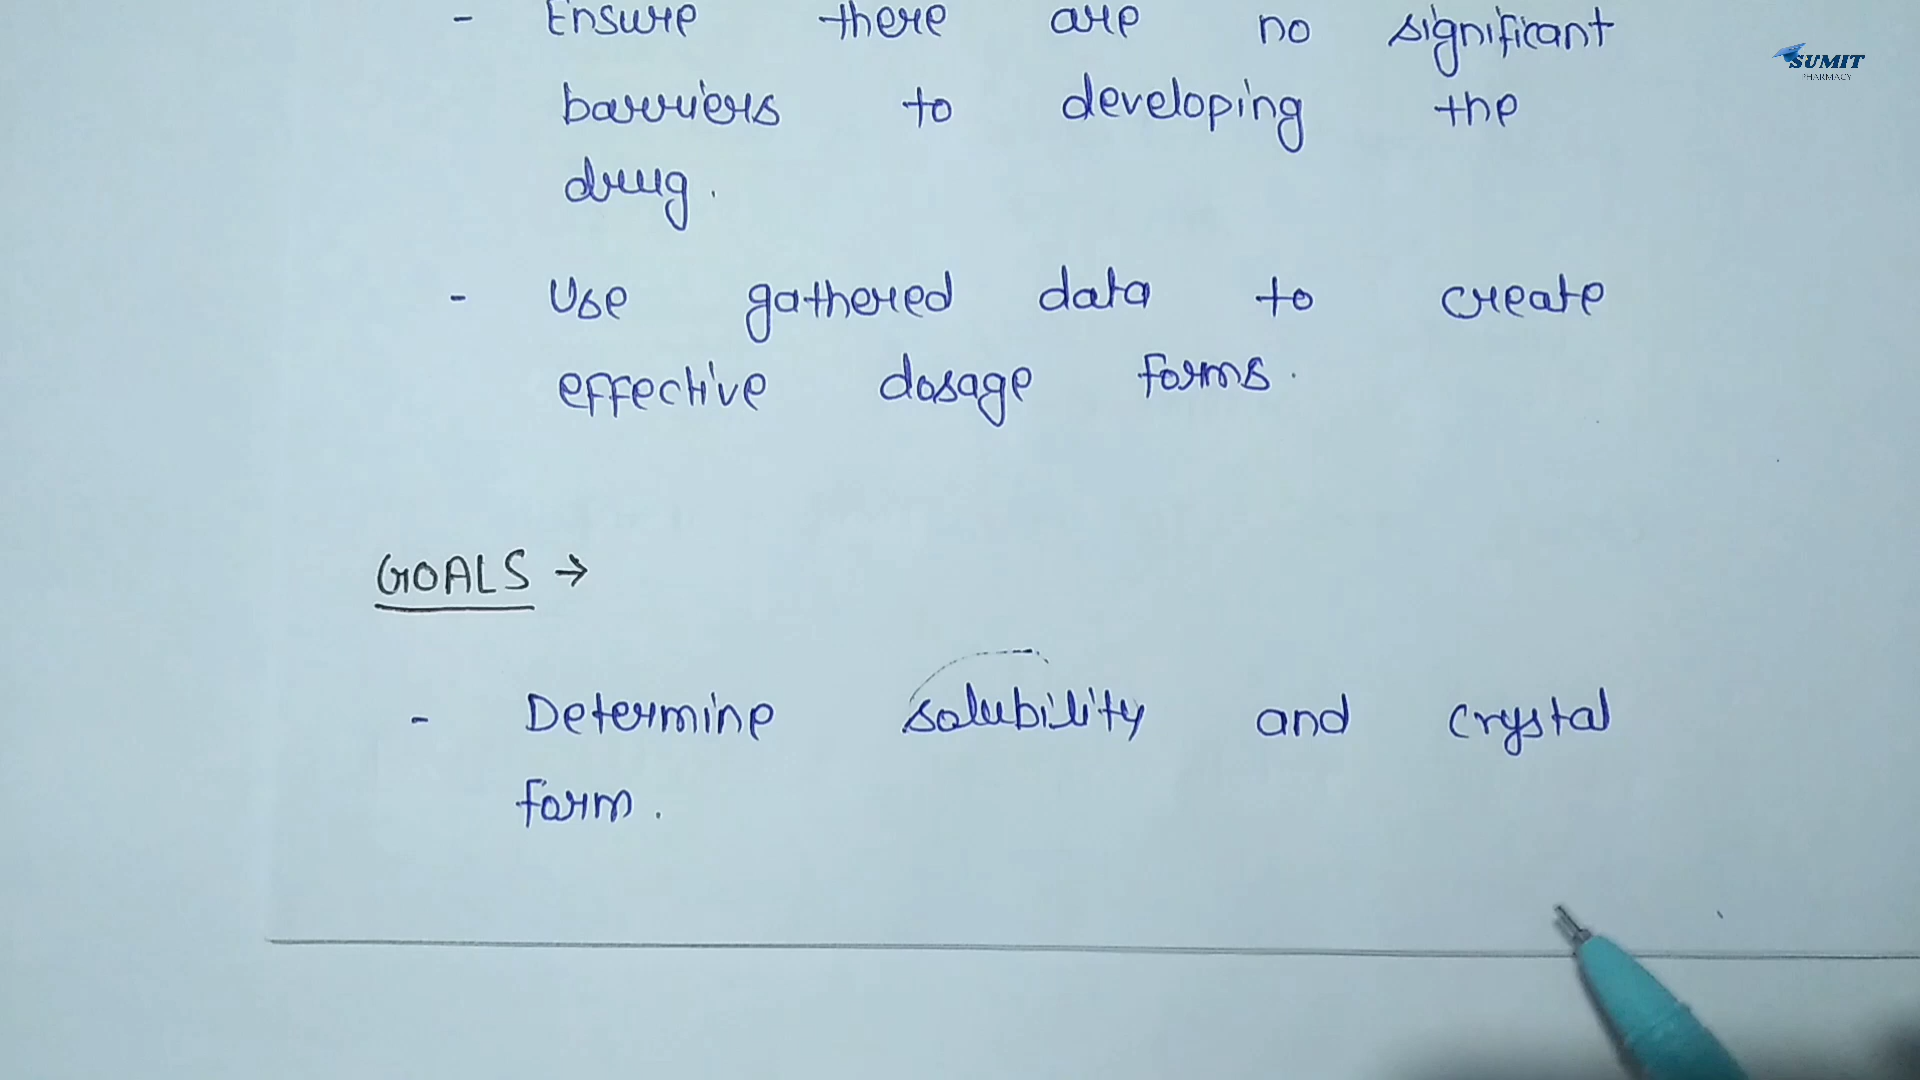 - Ensure there are no significant
barriers to developing the
drug.
- Use gathered data to create
effective dosage forms.
GOALS →
- Determine solubility and crystal
form.
SUMIT
PHARMACY